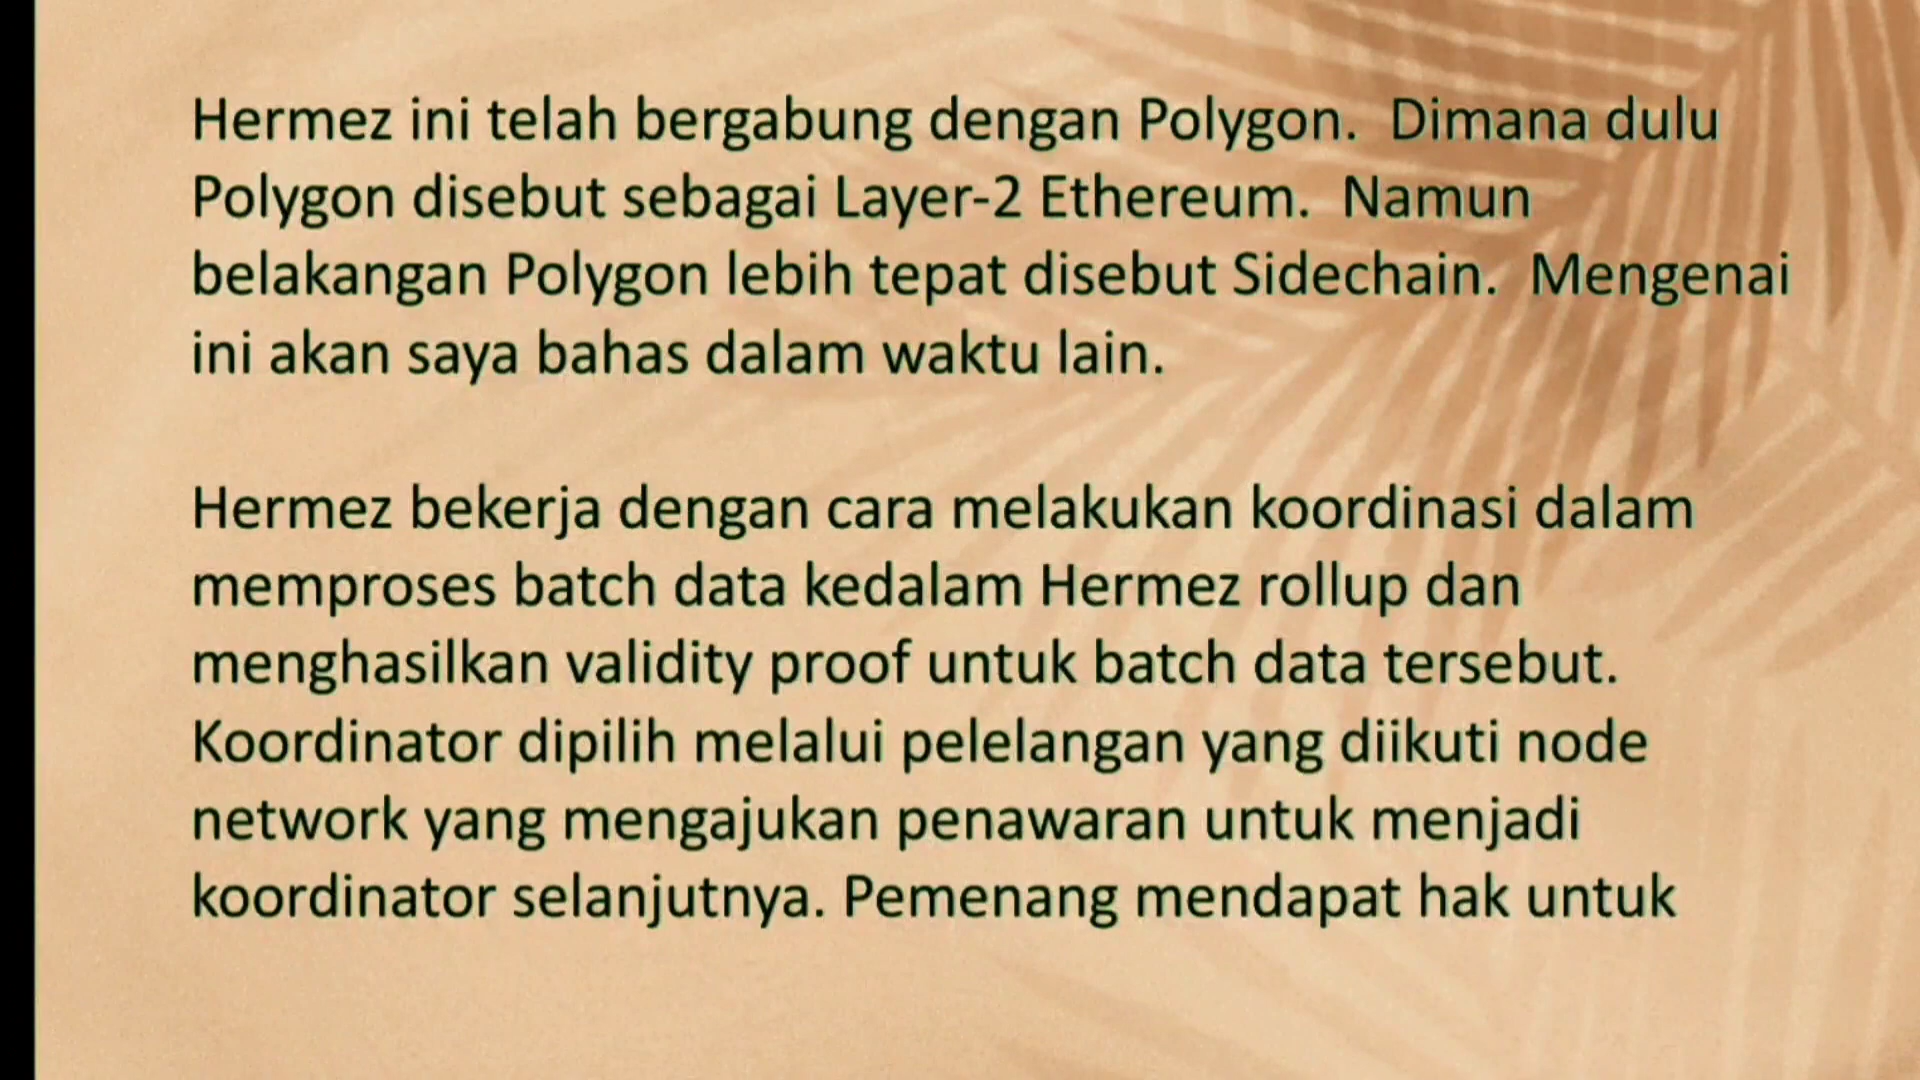 Hermez ini telah bergabung dengan Polygon.  Dimana dulu
Polygon disebut sebagai Layer-2 Ethereum.  Namun
belakangan Polygon lebih tepat disebut Sidechain.  Mengenai
ini akan saya bahas dalam waktu lain.
Hermez bekerja dengan cara melakukan koordinasi dalam
memproses batch data kedalam Hermez rollup dan
menghasilkan validity proof untuk batch data tersebut.
Koordinator dipilih melalui pelelangan yang diikuti node
network yang mengajukan penawaran untuk menjadi
koordinator selanjutnya. Pemenang mendapat hak untuk